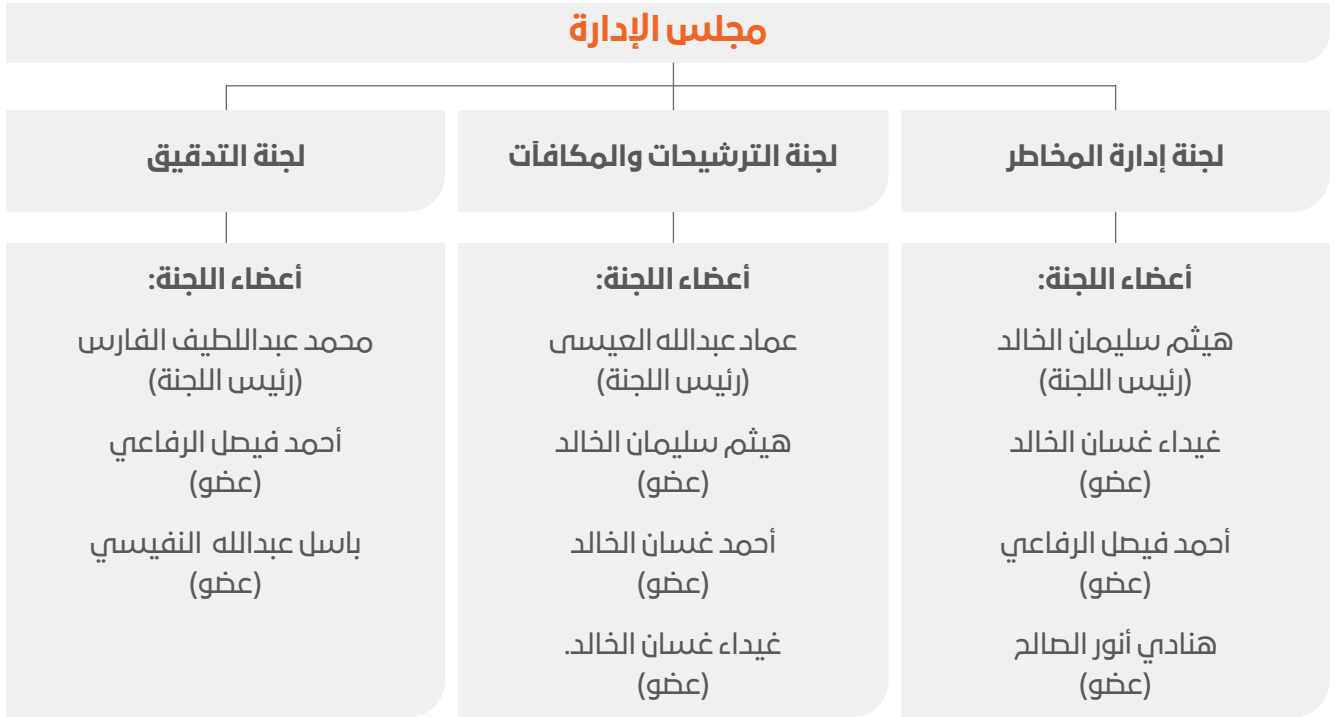 مجلس الإدارة
لجنة إدارة المخاطر
أعضاء اللجنة:
هيثم سليمان الخالد
(رئيس اللجنة)
غيداء غسان الخالد
(عضو)
أحمد فيصل الرفاعي
(عضو)
هنادي أنور الصالح
(عضو)
لجنة الترشيحات والمكافآت
أعضاء اللجنة:
عماد عبدالله العيسى
(رئيس اللجنة)
هيثم سليمان الخالد
(عضو)
أحمد غسان الخالد
(عضو)
غيداء غسان الخالد.
(عضو)
لجنة التدقيق
أعضاء اللجنة:
محمد عبداللطيف الفارس
(رئيس اللجنة)
أحمد فيصل الرفاعي
(عضو)
باسل عبدالله النفيسي
(عضو)